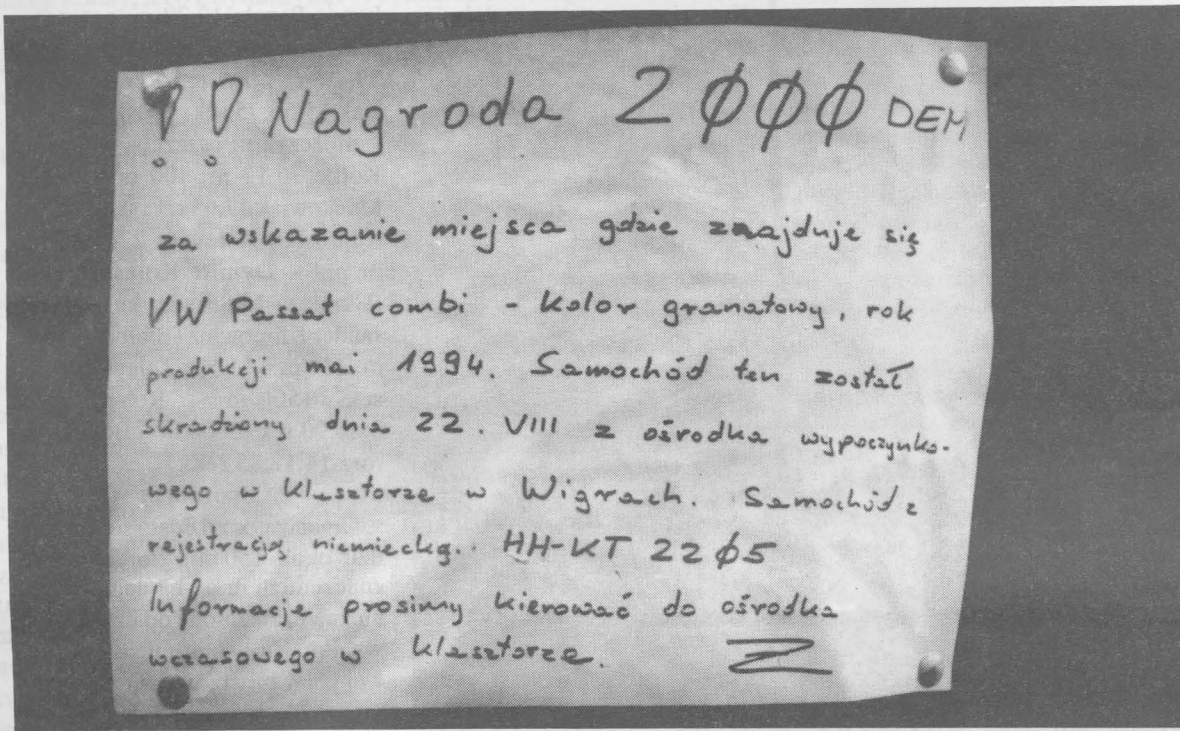 !! Nagroda 2000 DEM
za wskazanie miejsca gdzie znajduje się
VW Passat combi - kolor granatowy, rok
produkcji mai 1994. Samochód ten został
skradziony dnia 22. VIII z ośrodka wypoczynko-
wego w klasztorze w Wigrach. Samochód z
rejestracją niemiecką. HH-KT 2205
Informacje prosimy kierować do ośrodka
wczasowego w klasztorze.